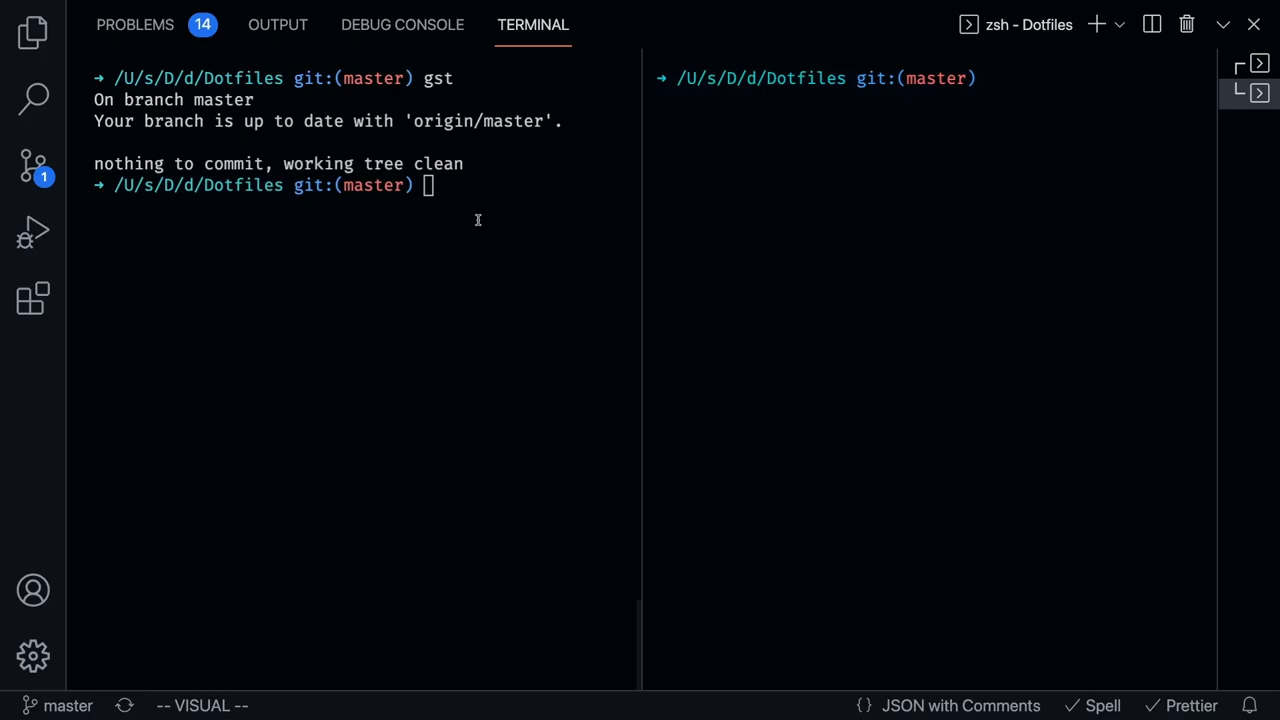 PROBLEMS 14 OUTPUT DEBUG CONSOLE TERMINAL zsh - Dotfiles
→ /U/s/D/d/Dotfiles git:(master) gst
On branch master
Your branch is up to date with 'origin/master'.
nothing to commit, working tree clean
→ /U/s/D/d/Dotfiles git:(master)
→ /U/s/D/d/Dotfiles git:(master)
1
master -- VISUAL -- {} JSON with Comments ✓ Spell ✓ Prettier